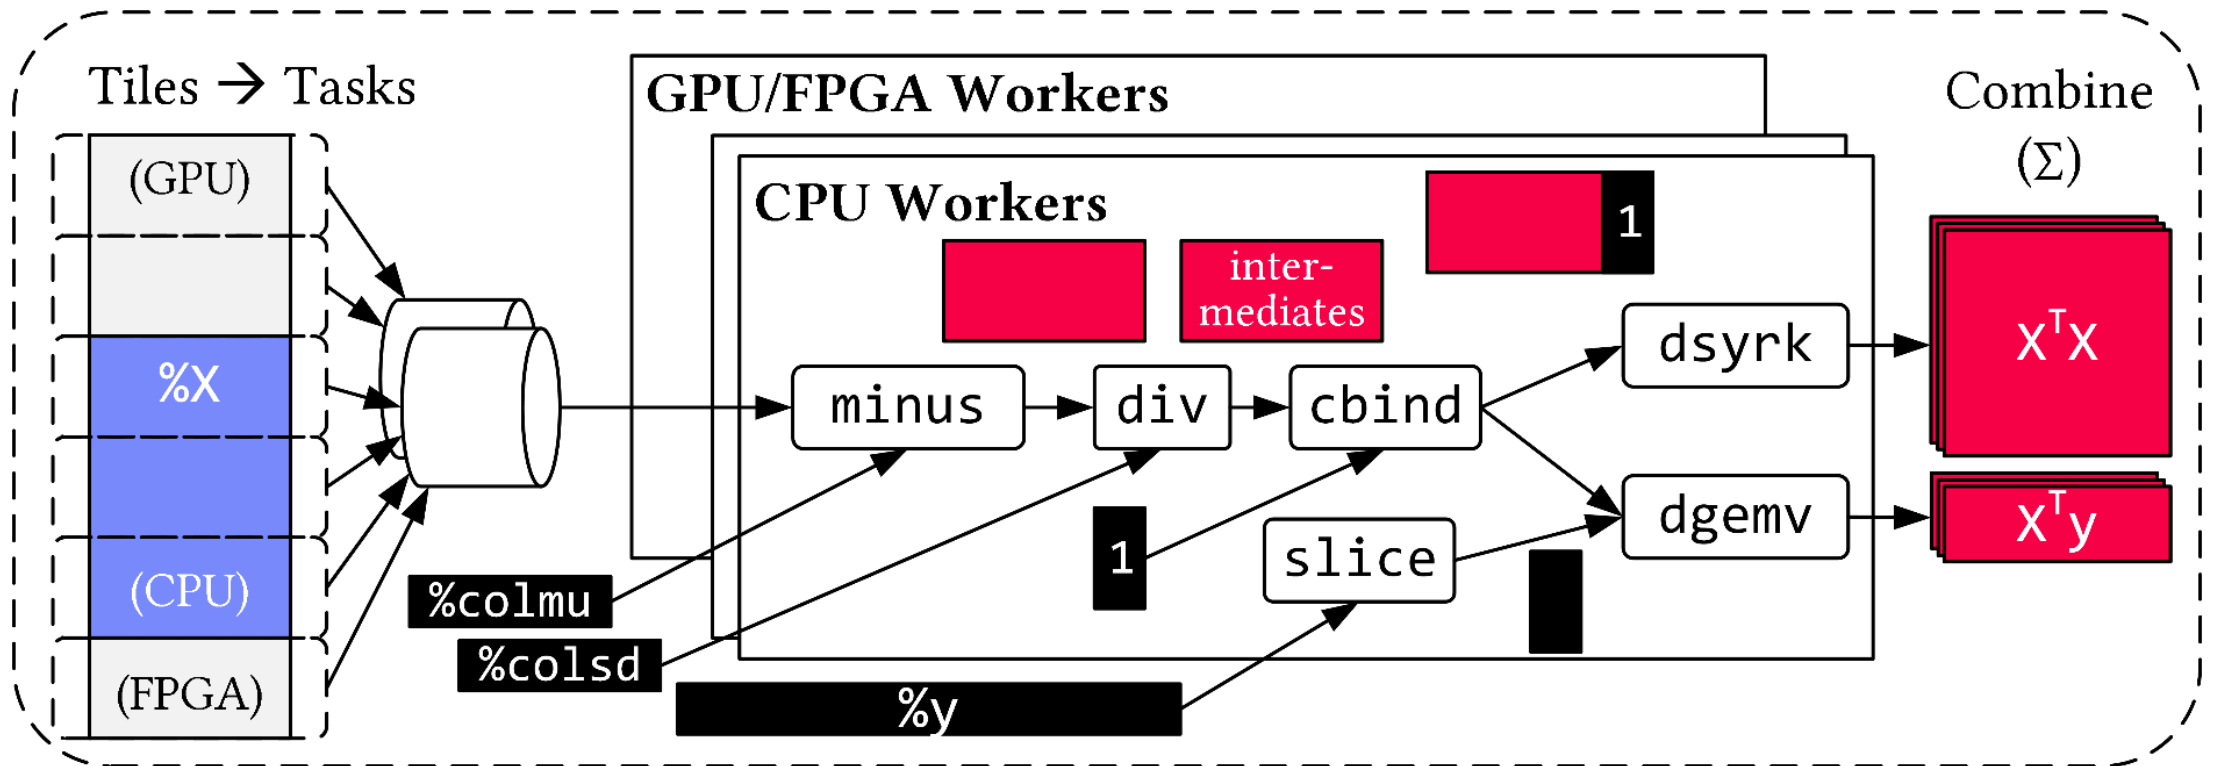 Tiles → Tasks
(GPU)
%X
(CPU)
(FPGA)
GPU/FPGA Workers
CPU Workers
inter-
mediates
1
minus
div
cbind
dsyrk
dgemv
slice
1
%colmu
%colsd
%y
Combine
(Σ)
XᵀX
Xᵀy